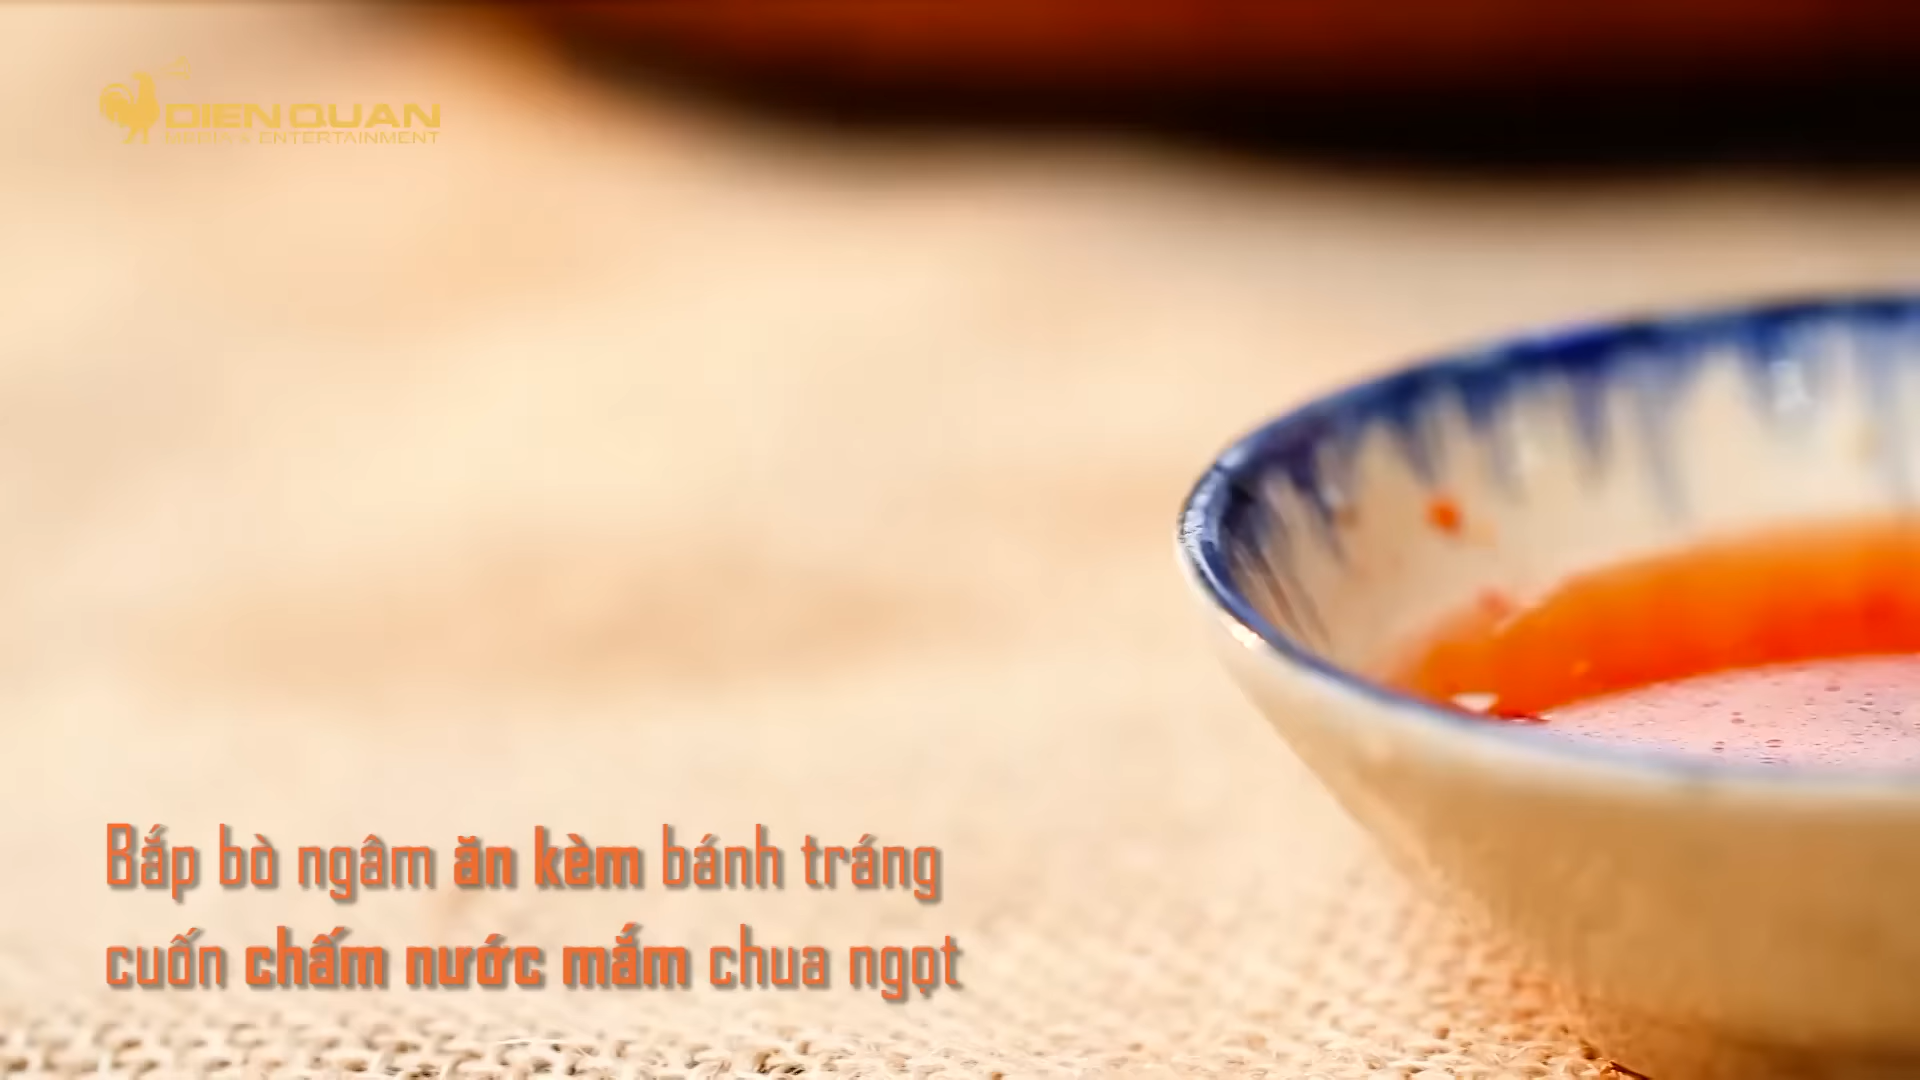 DIEN QUAN
MEDIA & ENTERTAINMENT
Bắp bò ngâm ăn kèm bánh tráng
cuốn chấm nước mắm chua ngọt